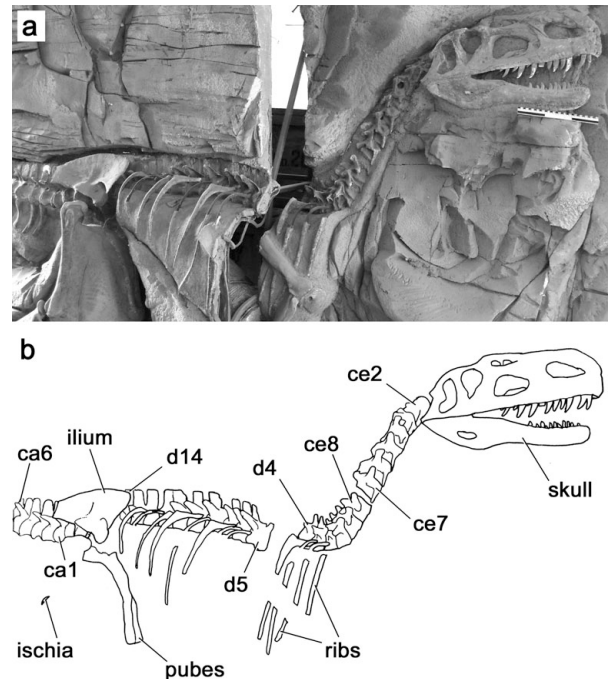 a
b
ce2
ilium
ca6
d14
ce8
d4
skull
ce7
ca1
d5
ischia
ribs
pubes